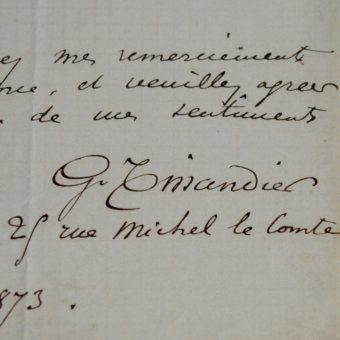 mes remerciements
, et veuillez agréer
de mes sentiments
G. Tissandier
25 rue Michel le Comte
1873.